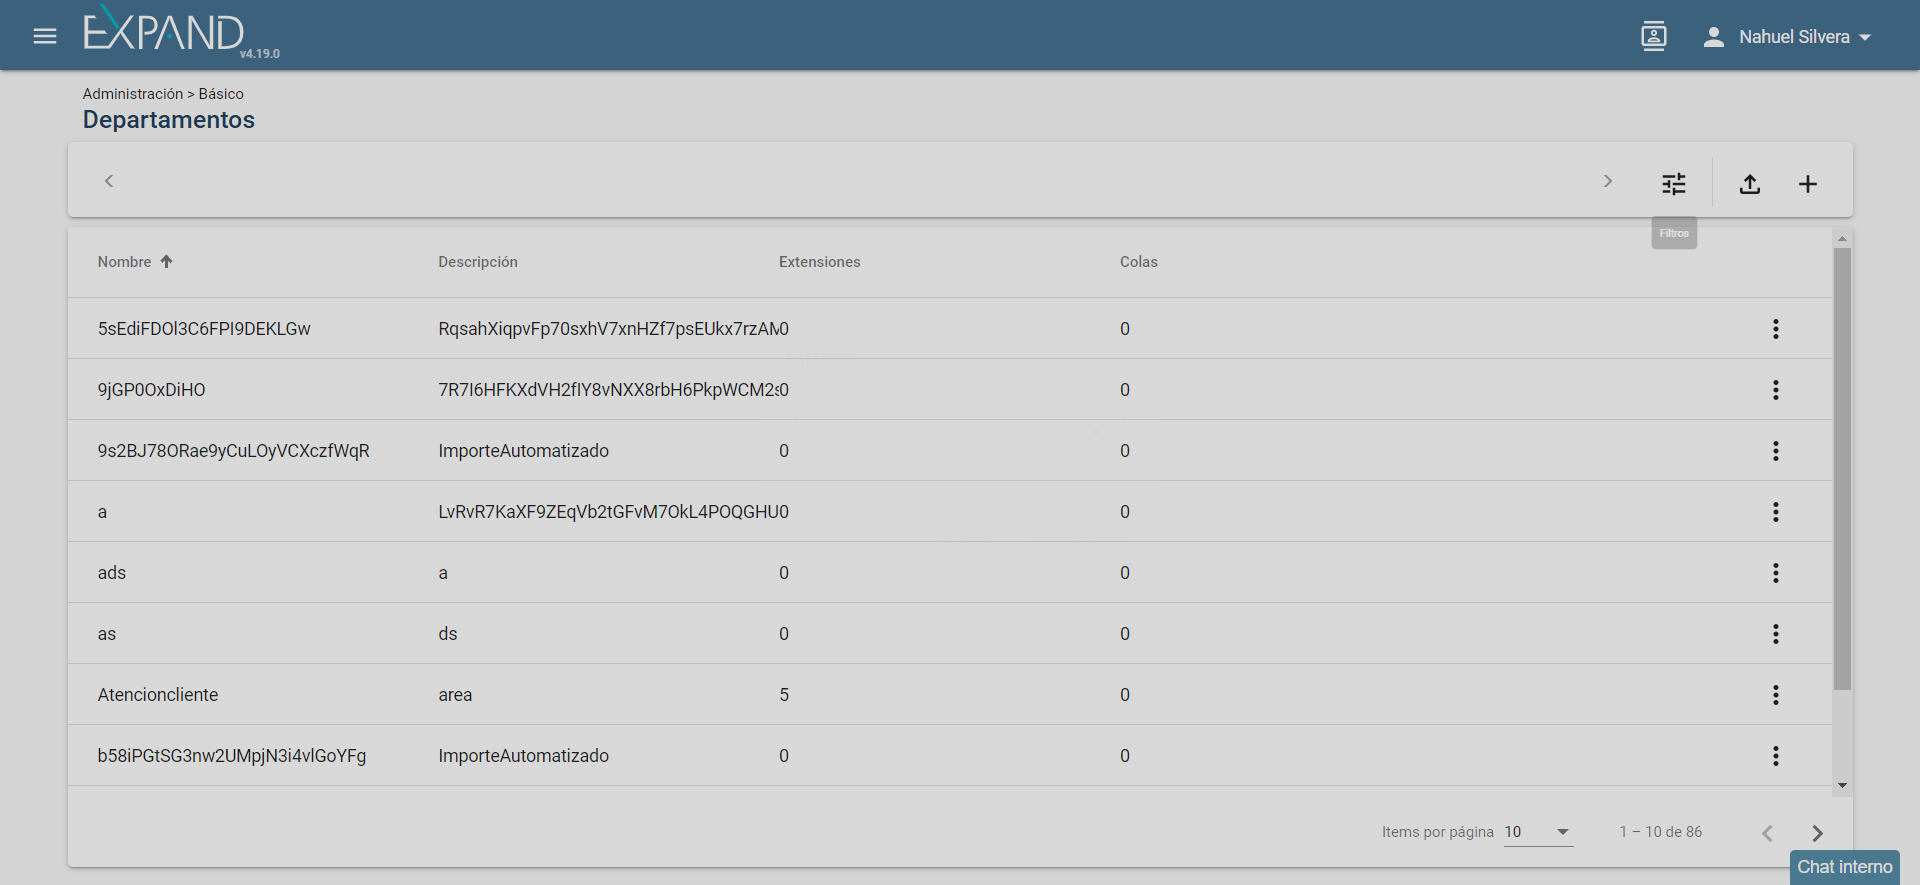 EXPAND
v4.19.0
Nahuel Silvera
Administración > Básico
Departamentos
Filtros
Nombre Descripción Extensiones Colas
5sEdiFDOl3C6FPI9DEKLGw RqsahXiqpvFp70sxhV7xnHZf7psEUkx7rzAM 0 0
9jGP0OxDiHO 7R7I6HFKXdVH2fIY8vNXX8rbH6PkpWCM2s 0 0
9s2BJ78ORae9yCuLOyVCXczfWqR ImporteAutomatizado 0 0
a LvRvR7KaXF9ZEqVb2tGFvM7OkL4POQGHU 0 0
ads a 0 0
as ds 0 0
Atencioncliente area 5 0
b58iPGtSG3nw2UMpjN3i4vlGoYFg ImporteAutomatizado 0 0
Items por página 10 1 – 10 de 86
Chat interno